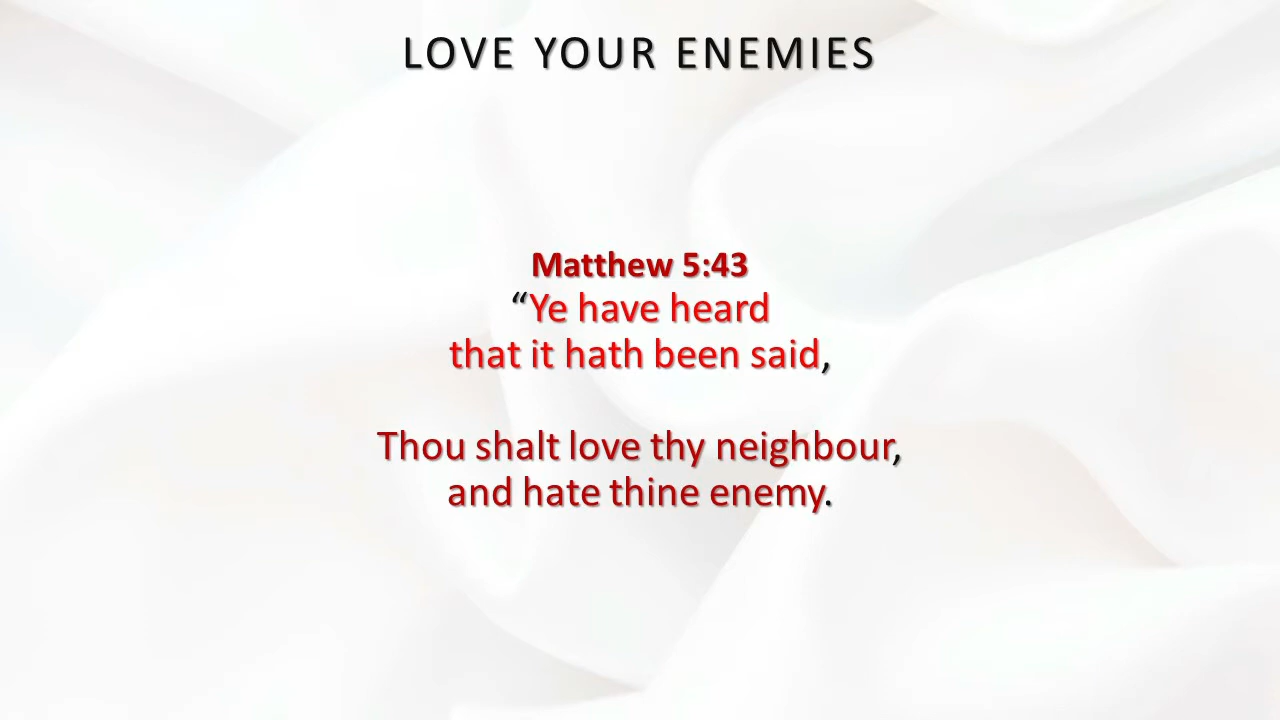 LOVE YOUR ENEMIES
Matthew 5:43
“Ye have heard
that it hath been said,
Thou shalt love thy neighbour,
and hate thine enemy.